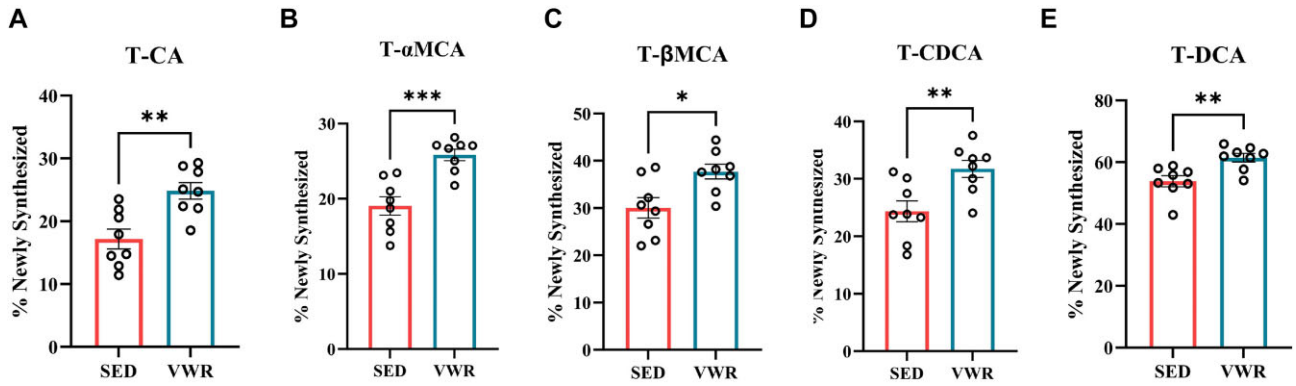 A
T-CA
% Newly Synthesized
40
30
20
10
0
**
SED VWR
B
T-αMCA
% Newly Synthesized
30
20
10
0
***
SED VWR
C
T-βMCA
% Newly Synthesized
50
40
30
20
10
0
*
SED VWR
D
T-CDCA
% Newly Synthesized
40
30
20
10
0
**
SED VWR
E
T-DCA
% Newly Synthesized
80
60
40
20
0
**
SED VWR